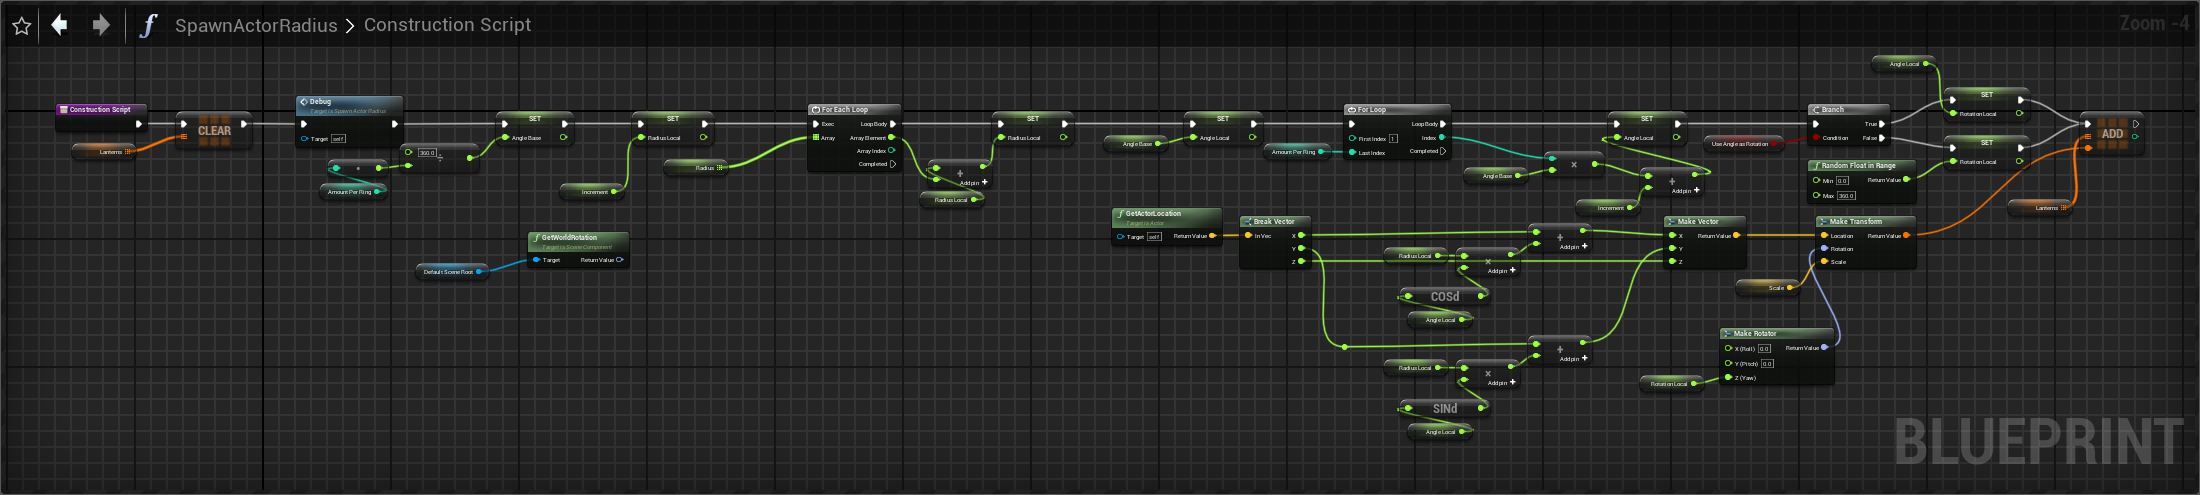 SpawnActorRadius > Construction Script
Zoom -4
Construction Script
Lanterns
CLEAR
Debug
Target is Spawn Actor Radius
Target self
Amount Per Ring
360.0 ÷
SET
Angle Base
SET
Radius Local
Increment
Default Scene Root
GetWorldRotation
Target is Scene Component
Target Return Value
Radius
For Each Loop
Exec Loop Body
Array Array Element
Array Index
Completed
+
Add pin +
Radius Local
SET
Radius Local
Angle Base
SET
Angle Local
Amount Per Ring
For Loop
Loop Body
First Index 1 Index
Last Index Completed
Angle Base
×
Increment
+
Add pin +
SET
Angle Local
Use Angle as Rotation
Branch
True
Condition False
Random Float in Range
Min 0.0 Return Value
Max 360.0
Angle Local
SET
Rotation Local
SET
Rotation Local
ADD
Lanterns
GetActorLocation
Target is Actor
Target self Return Value
Break Vector
In Vec X
Y
Z
Radius Local
×
Add pin +
COSd
Angle Local
+
Add pin +
Radius Local
×
Add pin +
SINd
Angle Local
+
Add pin +
Make Vector
X Return Value
Y
Z
Make Transform
Location Return Value
Rotation
Scale
Scale
Make Rotator
X (Roll) 0.0 Return Value
Y (Pitch) 0.0
Z (Yaw)
Rotation Local
BLUEPRINT